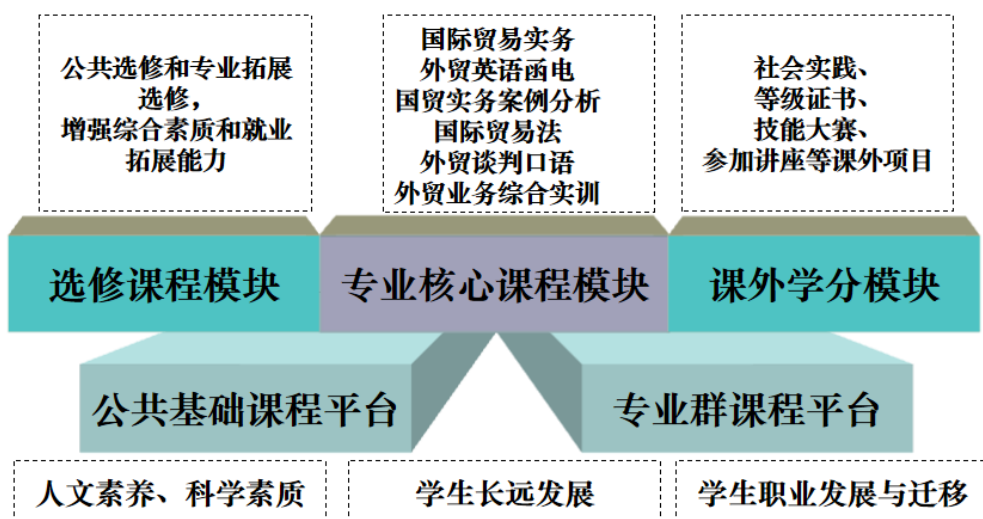 公共选修和专业拓展
选修，
增强综合素质和就业
拓展能力
国际贸易实务
外贸英语函电
国贸实务案例分析
国际贸易法
外贸谈判口语
外贸业务综合实训
社会实践、
等级证书、
技能大赛、
参加讲座等课外项目
选修课程模块
专业核心课程模块
课外学分模块
公共基础课程平台
专业群课程平台
人文素养、科学素质
学生长远发展
学生职业发展与迁移